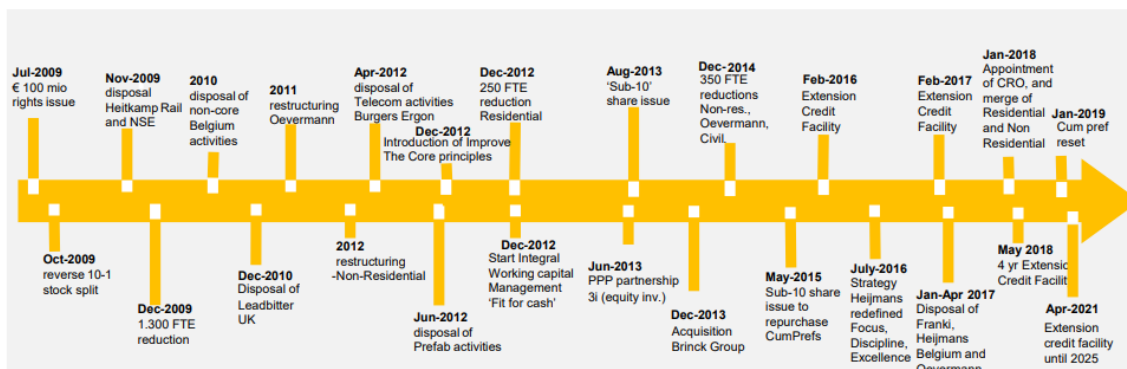 Jul-2009
€ 100 mio
rights issue
Nov-2009
disposal
Heitkamp Rail
and NSE
2010
disposal of
non-core
Belgium
activities
2011
restructuring
Oevermann
Apr-2012
disposal of
Telecom activities
Burgers Ergon
Dec-2012
Introduction of Improve
The Core principles
Dec-2012
250 FTE
reduction
Residential
Aug-2013
‘Sub-10’
share issue
Dec-2014
350 FTE
reductions
Non-res.,
Oevermann,
Civil.
Feb-2016
Extension
Credit
Facility
Feb-2017
Extension
Credit
Facility
Jan-2018
Appointment
of CRO, and
merge of
Residential
and Non
Residential
Jan-2019
Cum pref
reset
Oct-2009
reverse 10-1
stock split
Dec-2009
1.300 FTE
reduction
Dec-2010
Disposal of
Leadbitter
UK
2012
restructuring
-Non-Residential
Jun-2012
disposal of
Prefab activities
Dec-2012
Start Integral
Working capital
Management
‘Fit for cash’
Jun-2013
PPP partnership
3i (equity inv.)
Dec-2013
Acquisition
Brinck Group
May-2015
Sub-10 share
issue to
repurchase
CumPrefs
July-2016
Strategy
Heijmans
redefined
Focus,
Discipline,
Excellence
Jan-Apr 2017
Disposal of
Franki,
Heijmans
Belgium and
Oevermann
May 2018
4 yr Extension
Credit Facility
Apr-2021
Extension
credit facility
until 2025